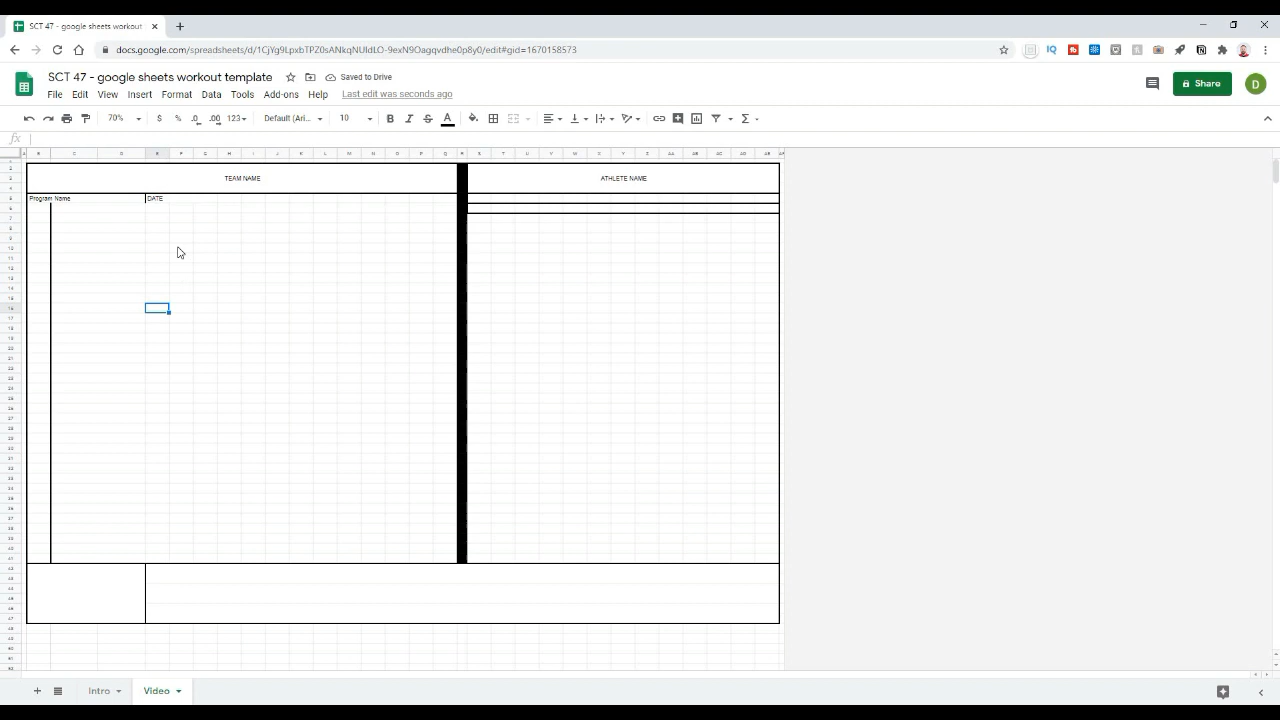 SCT 47 - google sheets workout
docs.google.com/spreadsheets/d/1CjYg9LpxbTPZ0sANkqNUIdLO-9exN9Oagqvdhe0p8y0/edit#gid=1670158573
SCT 47 - google sheets workout template
Saved to Drive
File Edit View Insert Format Data Tools Add-ons Help Last edit was seconds ago
Share
D
70% $ % .0 .00 123 Default (Ari... 10 B I S A
fx
TEAM NAME ATHLETE NAME
Program Name DATE
Intro Video